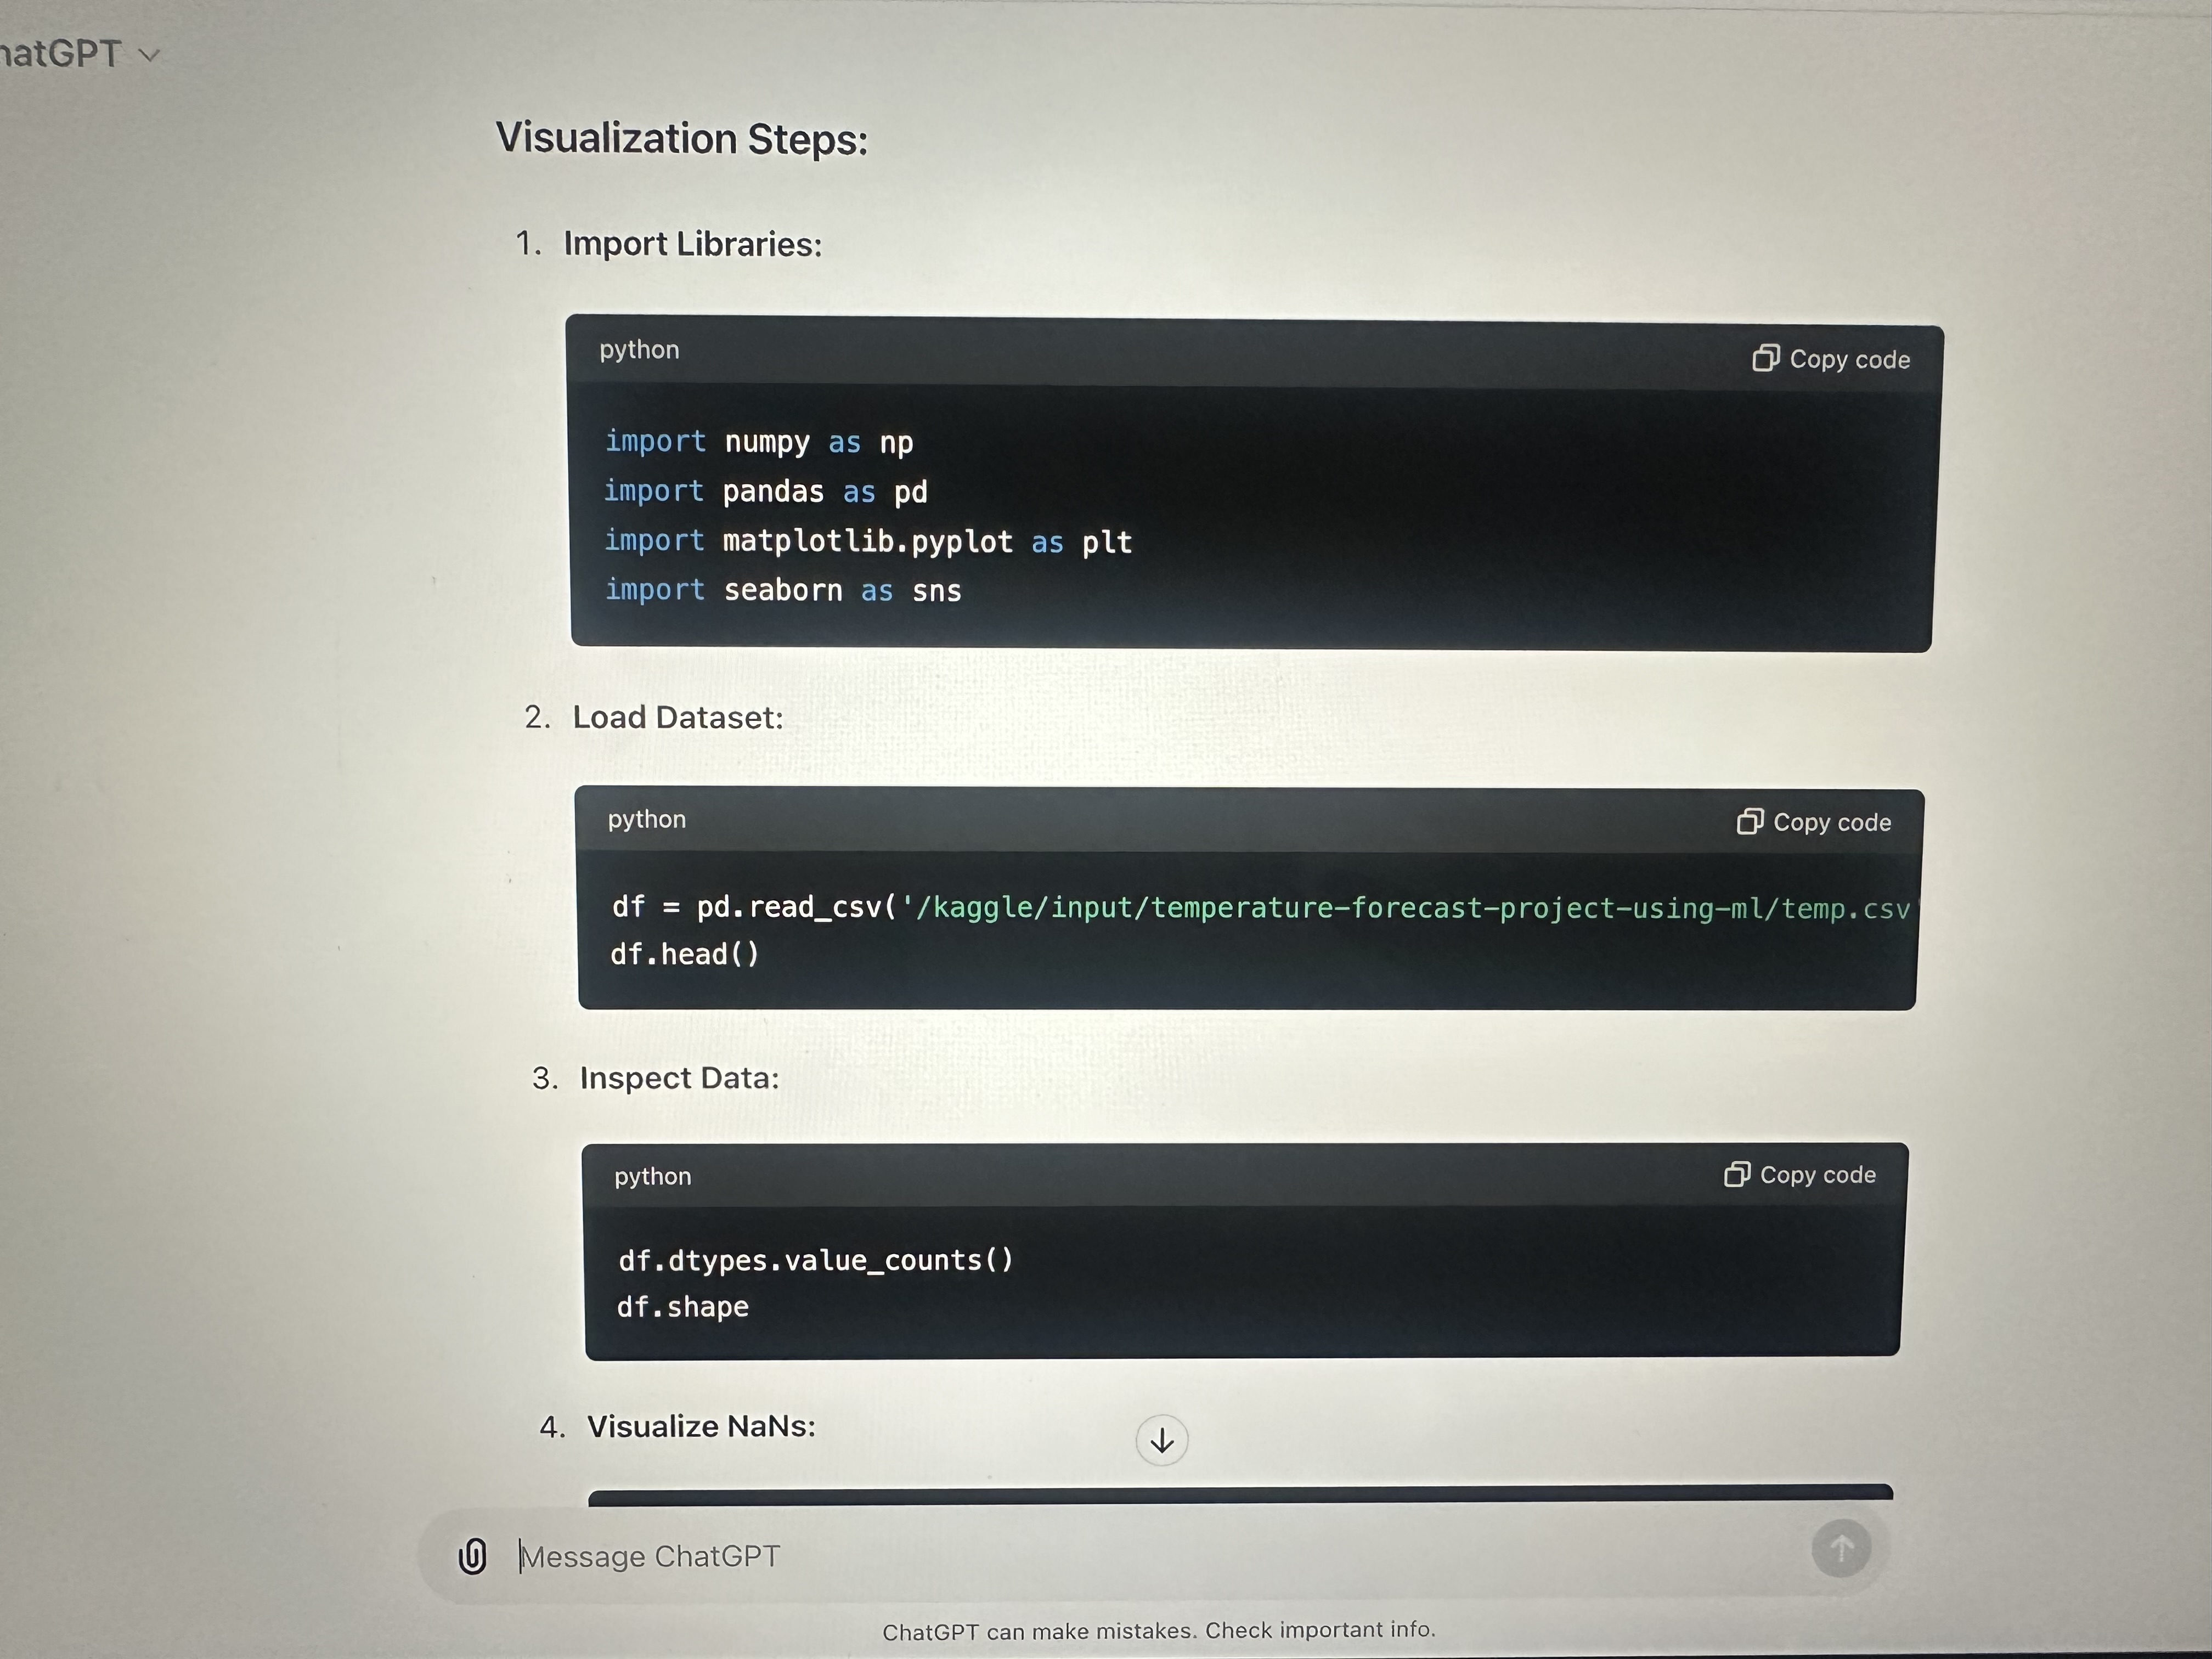 hatGPT
Visualization Steps:
1. Import Libraries:
python
Copy code
import numpy as np
import pandas as pd
import matplotlib.pyplot as plt
import seaborn as sns
2. Load Dataset:
python
Copy code
df = pd.read_csv('/kaggle/input/temperature-forecast-project-using-ml/temp.csv'
df.head()
3. Inspect Data:
python
Copy code
df.dtypes.value_counts()
df.shape
4. Visualize NaNs:
Message ChatGPT
ChatGPT can make mistakes. Check important info.